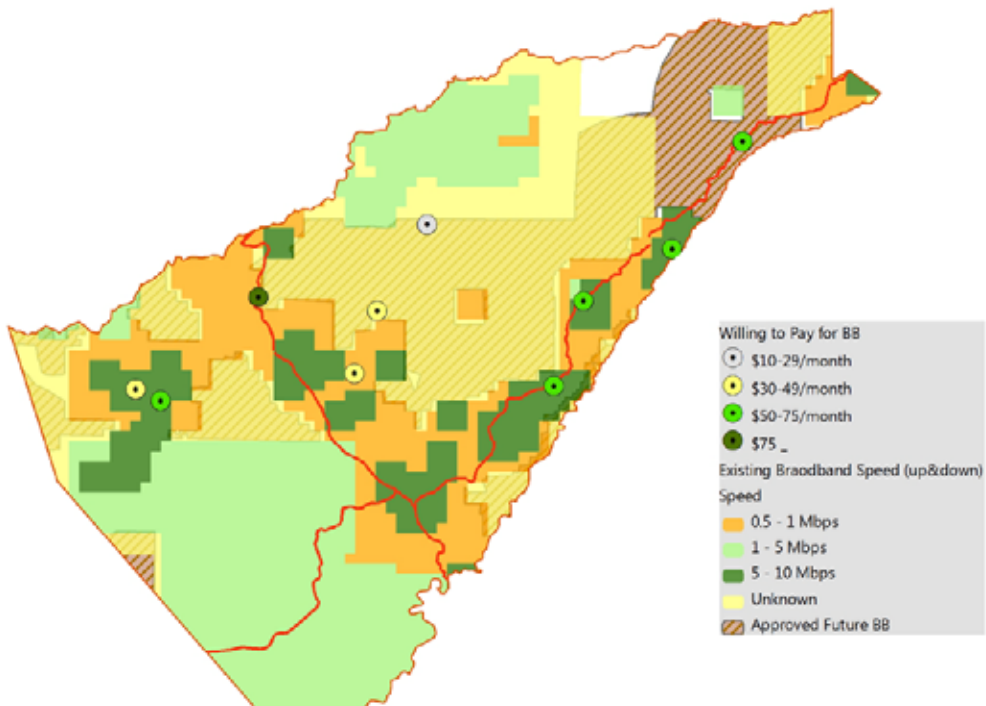 Willing to Pay for BB
$10-29/month
$30-49/month
$50-75/month
$75 _
Existing Braodband Speed (up&down)
Speed
0.5 - 1 Mbps
1 - 5 Mbps
5 - 10 Mbps
Unknown
Approved Future BB